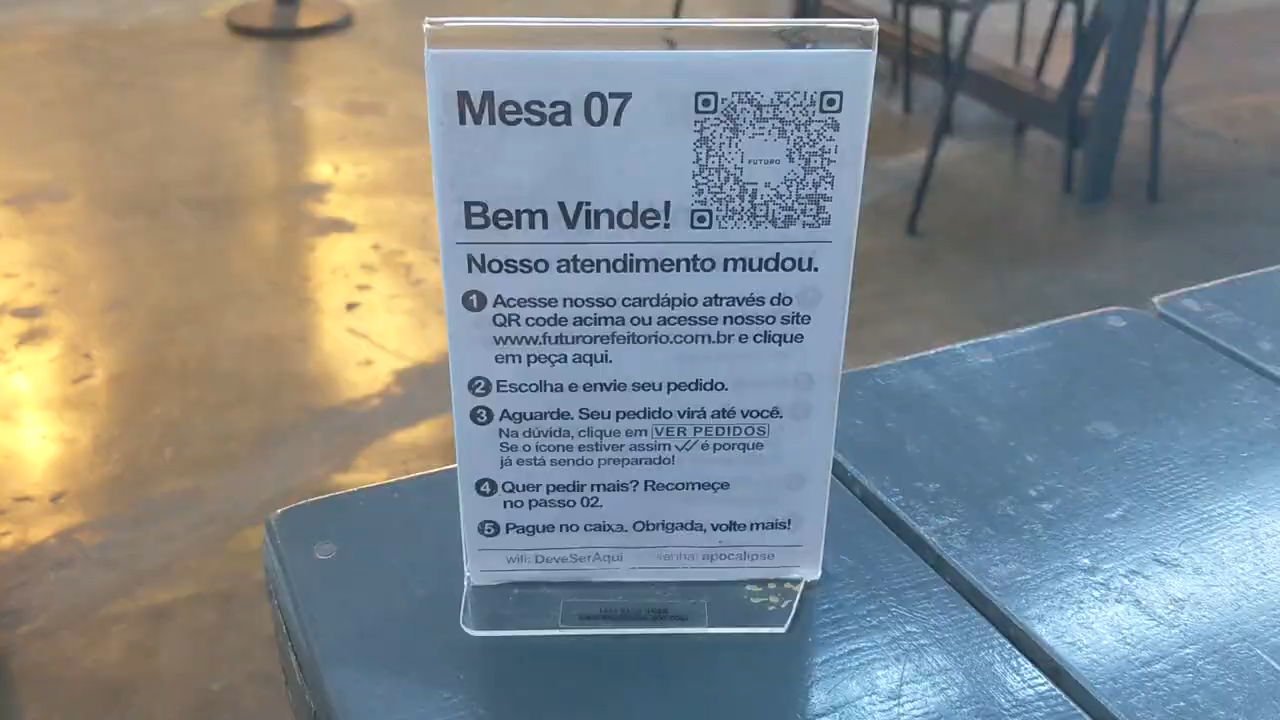 Mesa 07
FUTURO
Bem Vinde!
Nosso atendimento mudou.
1 Acesse nosso cardápio através do
QR code acima ou acesse nosso site
www.futurorefeitorio.com.br e clique
em peça aqui.
2 Escolha e envie seu pedido.
3 Aguarde. Seu pedido virá até você.
Na dúvida, clique em VER PEDIDOS
Se o ícone estiver assim ✓✓ é porque
já está sendo preparado!
4 Quer pedir mais? Recomeçe
no passo 02.
5 Pague no caixa. Obrigada, volte mais!
wifi: DeveSerAqui senha: apocalipse